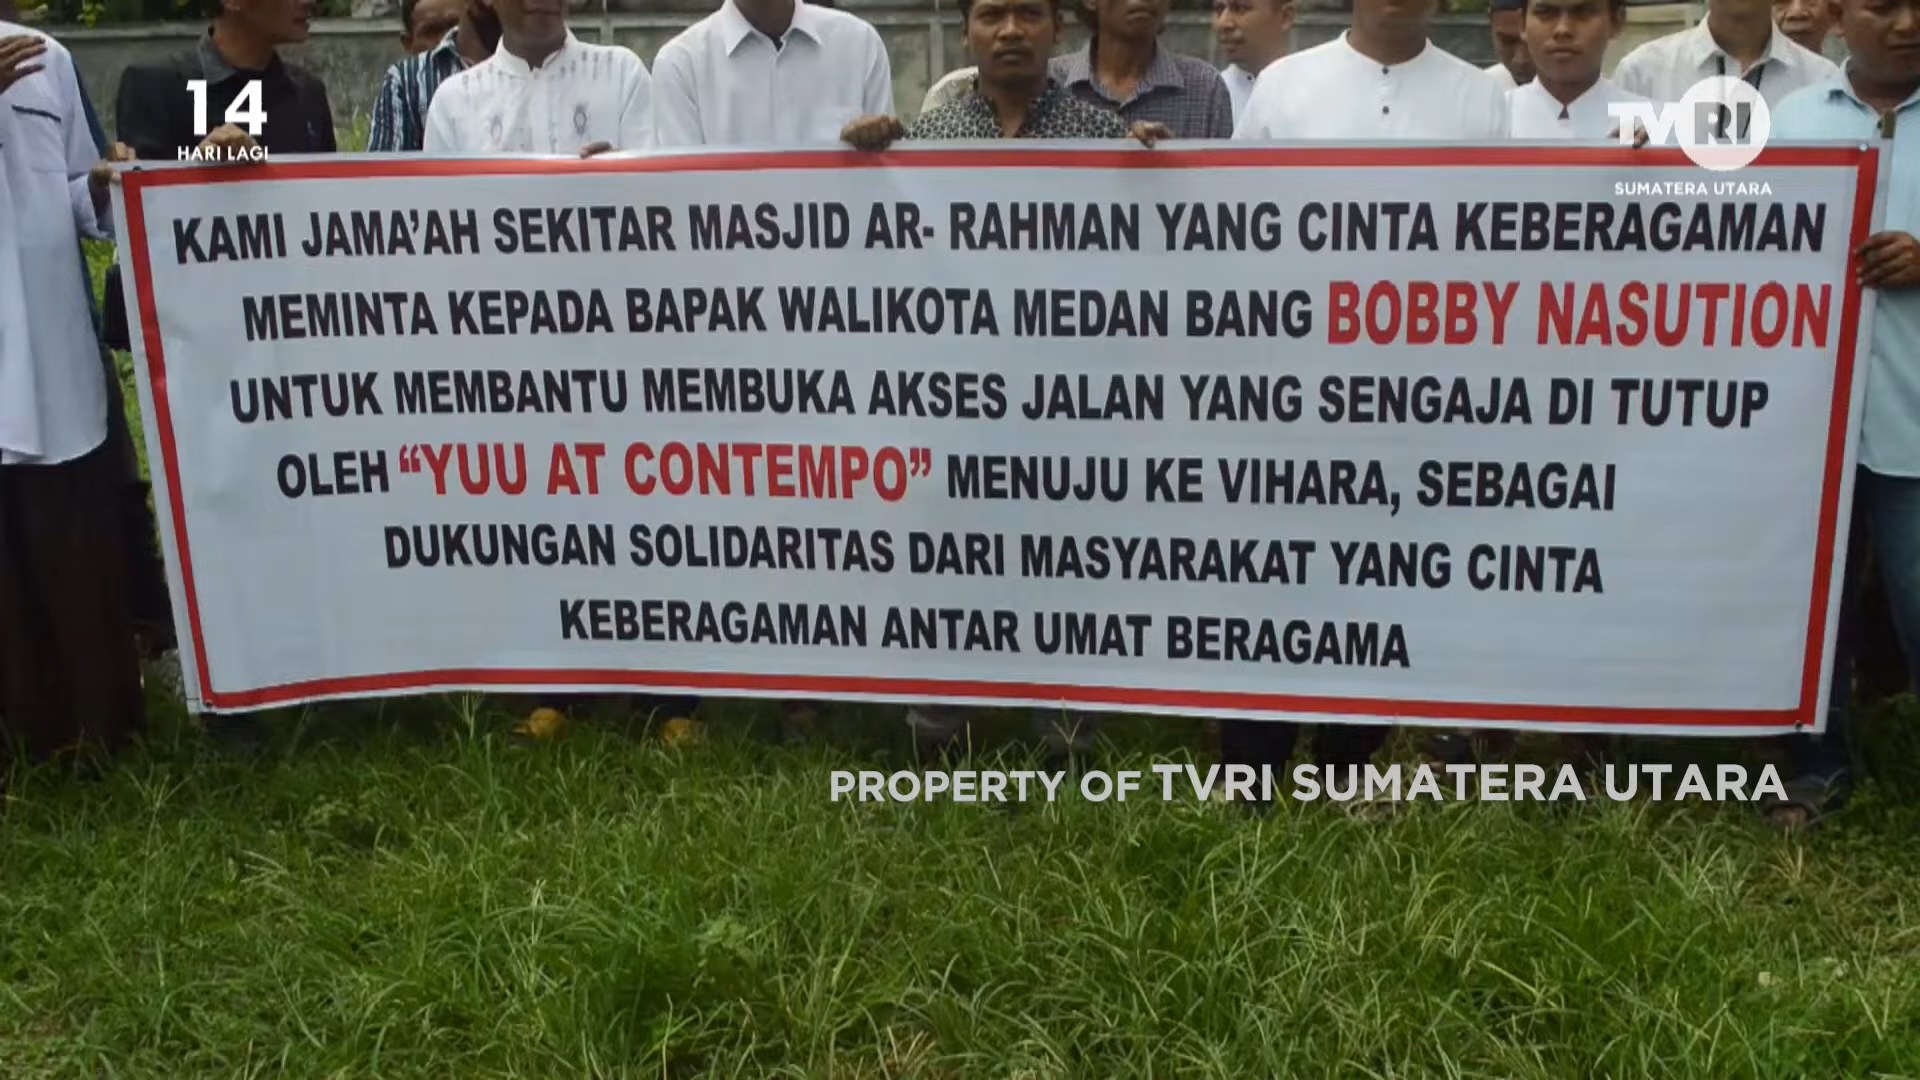 14
HARI LAGI
TVRI
SUMATERA UTARA
KAMI JAMA'AH SEKITAR MASJID AR- RAHMAN YANG CINTA KEBERAGAMAN
MEMINTA KEPADA BAPAK WALIKOTA MEDAN BANG BOBBY NASUTION
UNTUK MEMBANTU MEMBUKA AKSES JALAN YANG SENGAJA DI TUTUP
OLEH “YUU AT CONTEMPO” MENUJU KE VIHARA, SEBAGAI
DUKUNGAN SOLIDARITAS DARI MASYARAKAT YANG CINTA
KEBERAGAMAN ANTAR UMAT BERAGAMA
PROPERTY OF TVRI SUMATERA UTARA